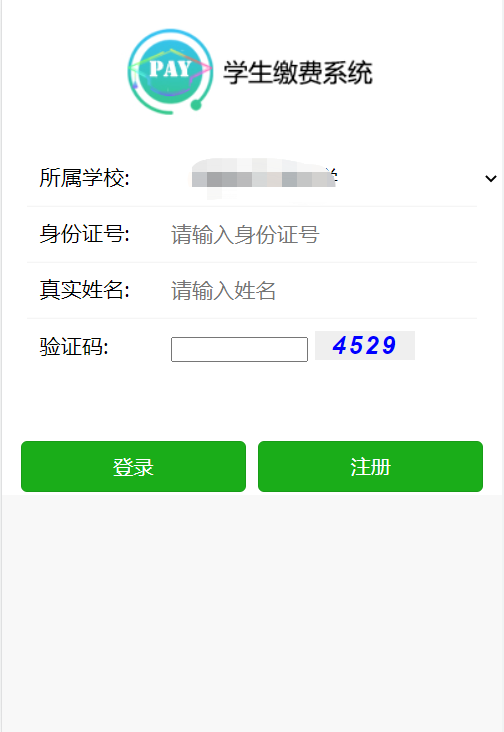 PAY 学生缴费系统
所属学校: 学
身份证号: 请输入身份证号
真实姓名: 请输入姓名
验证码: 4529
登录 注册